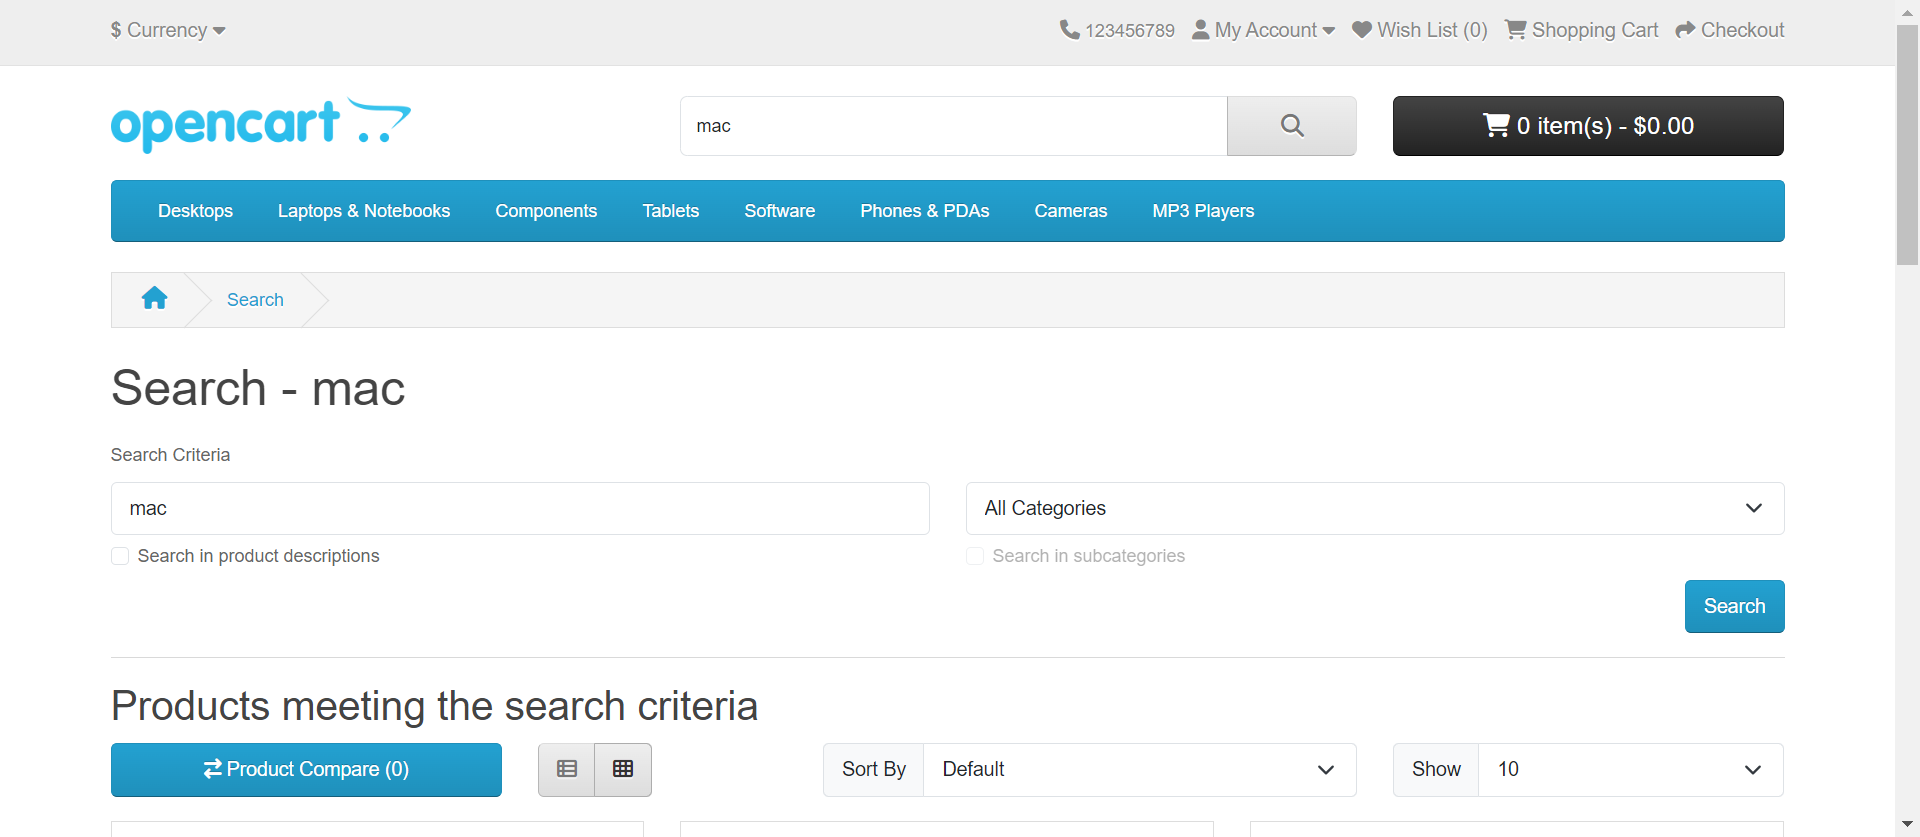 $ Currency
123456789 My Account Wish List (0) Shopping Cart Checkout
opencart
mac
0 item(s) - $0.00
Desktops Laptops & Notebooks Components Tablets Software Phones & PDAs Cameras MP3 Players
Search
Search - mac
Search Criteria
mac
All Categories
Search in product descriptions
Search in subcategories
Search
Products meeting the search criteria
Product Compare (0)
Sort By Default
Show 10